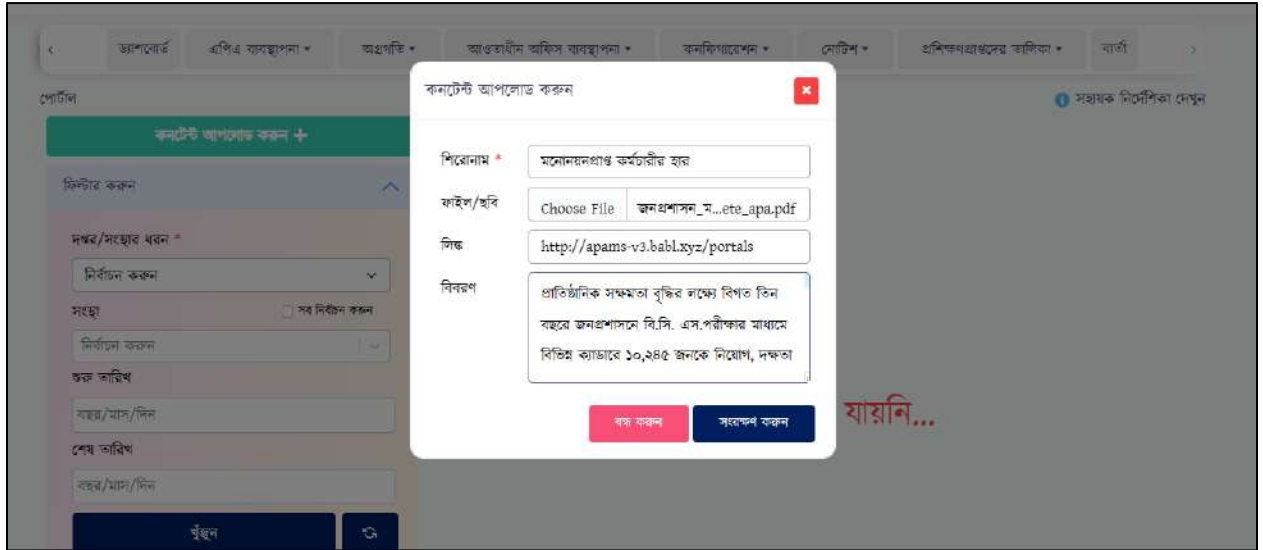 ড্যাশবোর্ড এপিএ ব্যবস্থাপনা অগ্রগতি আওতাধীন অফিস ব্যবস্থাপনা কনফিগারেশন নোটিশ প্রশিক্ষণপ্রাপ্তদের তালিকা বার্তা
পোর্টাল
সহায়ক নির্দেশিকা দেখুন
কনটেন্ট আপলোড করুন +
ফিল্টার করুন
দপ্তর/সংস্থার ধরন *
নির্বাচন করুন
সংস্থা সব নির্বাচন করুন
নির্বাচন করুন
শুরু তারিখ
বছর/মাস/দিন
শেষ তারিখ
বছর/মাস/দিন
খুঁজুন
কনটেন্ট আপলোড করুন
শিরোনাম * মনোনয়নপ্রাপ্ত কর্মচারীর হার
ফাইল/ছবি Choose File জনপ্রশাসন_ম...ete_apa.pdf
লিঙ্ক http://apams-v3.babl.xyz/portals
বিবরণ প্রাতিষ্ঠানিক সক্ষমতা বৃদ্ধির লক্ষ্যে বিগত তিন
বছরে জনপ্রশাসনে বি.সি. এস.পরীক্ষার মাধ্যমে
বিভিন্ন ক্যাডারে ১০,২৪৫ জনকে নিয়োগ, দক্ষতা
বন্ধ করুন সংরক্ষণ করুন
যায়নি...